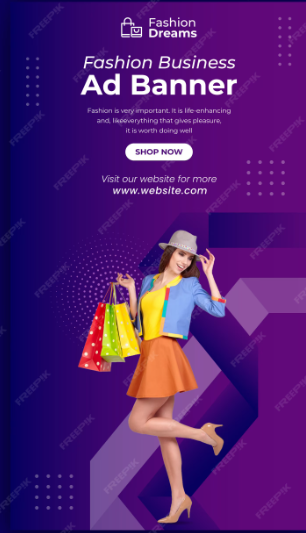 Fashion
Dreams
Fashion Business
Ad Banner
Fashion is very important. It is life-enhancing
and, likeeverything that gives pleasure,
it is worth doing well
SHOP NOW
Visit our website for more
www.website.com
FREEPIK